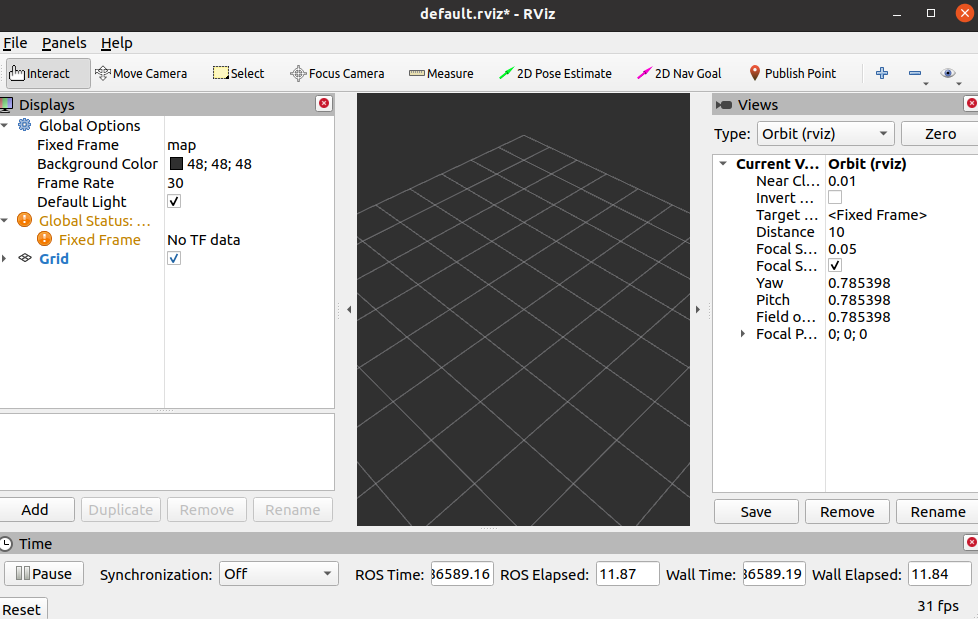 default.rviz* - RViz
File Panels Help
Interact Move Camera Select Focus Camera Measure 2D Pose Estimate 2D Nav Goal Publish Point
Displays
Global Options
Fixed Frame map
Background Color 48; 48; 48
Frame Rate 30
Default Light
Global Status: ...
Fixed Frame No TF data
Grid
Add Duplicate Remove Rename
Views
Type: Orbit (rviz) Zero
Current V... Orbit (rviz)
Near Cl... 0.01
Invert ...
Target ... <Fixed Frame>
Distance 10
Focal S... 0.05
Focal S...
Yaw 0.785398
Pitch 0.785398
Field o... 0.785398
Focal P... 0; 0; 0
Save Remove Rename
Time
Pause Synchronization: Off ROS Time: 36589.16 ROS Elapsed: 11.87 Wall Time: 36589.19 Wall Elapsed: 11.84
Reset 31 fps